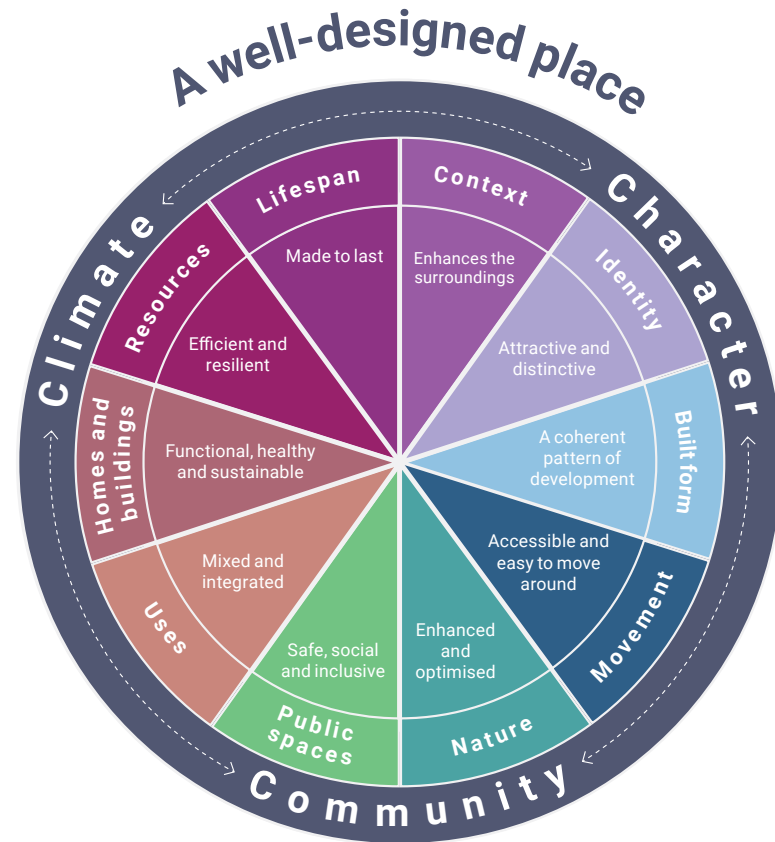 A well-designed place
Climate
Character
Community
Context
Enhances the
surroundings
Identity
Attractive and
distinctive
Built form
A coherent
pattern of
development
Movement
Accessible and
easy to move
around
Nature
Enhanced
and
optimised
Public
spaces
Safe, social
and inclusive
Uses
Mixed and
integrated
Homes and
buildings
Functional, healthy
and sustainable
Resources
Efficient and
resilient
Lifespan
Made to last